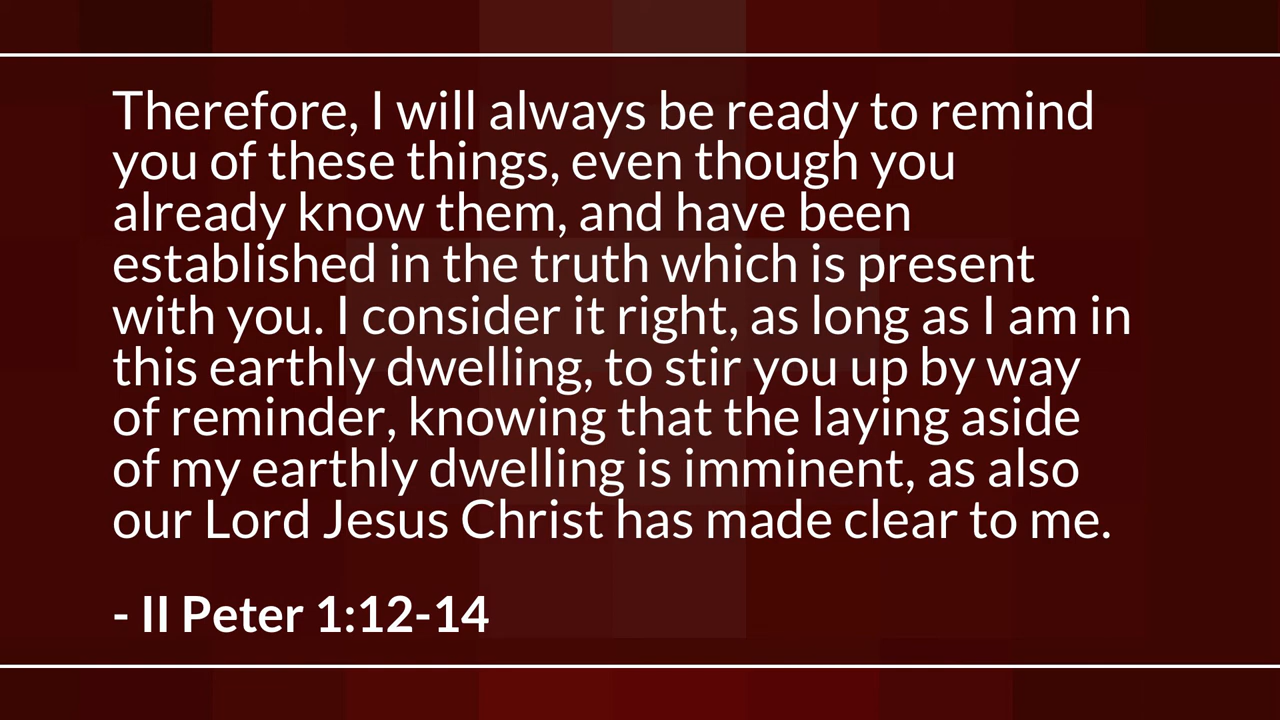 Therefore, I will always be ready to remind
you of these things, even though you
already know them, and have been
established in the truth which is present
with you. I consider it right, as long as I am in
this earthly dwelling, to stir you up by way
of reminder, knowing that the laying aside
of my earthly dwelling is imminent, as also
our Lord Jesus Christ has made clear to me.
- II Peter 1:12-14